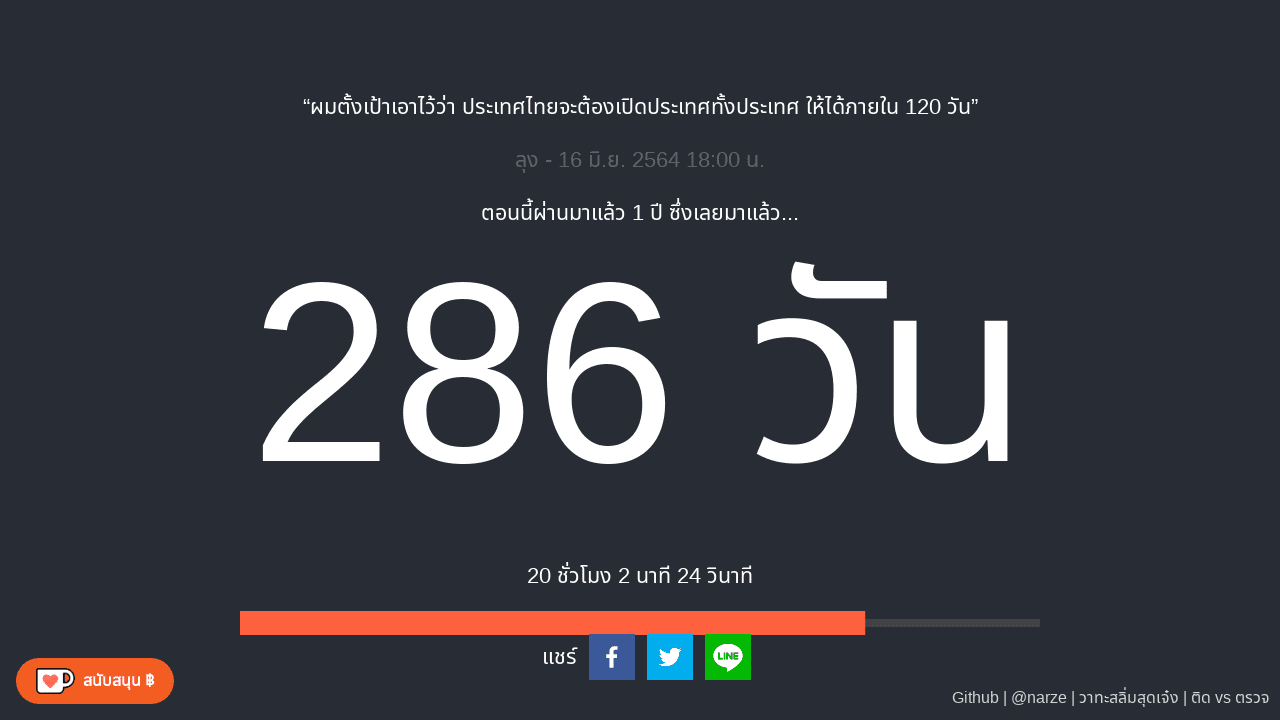 “ผมตั้งเป้าเอาไว้ว่า ประเทศไทยจะต้องเปิดประเทศทั้งประเทศ ให้ได้ภายใน 120 วัน”
ลุง - 16 มิ.ย. 2564 18:00 น.
ตอนนี้ผ่านมาแล้ว 1 ปี ซึ่งเลยมาแล้ว...
286 วัน
20 ชั่วโมง 2 นาที 24 วินาที
แชร์
LINE
สนับสนุน ฿
Github | @narze | วาทะสลิ่มสุดเจ๋ง | ติด vs ตรวจ